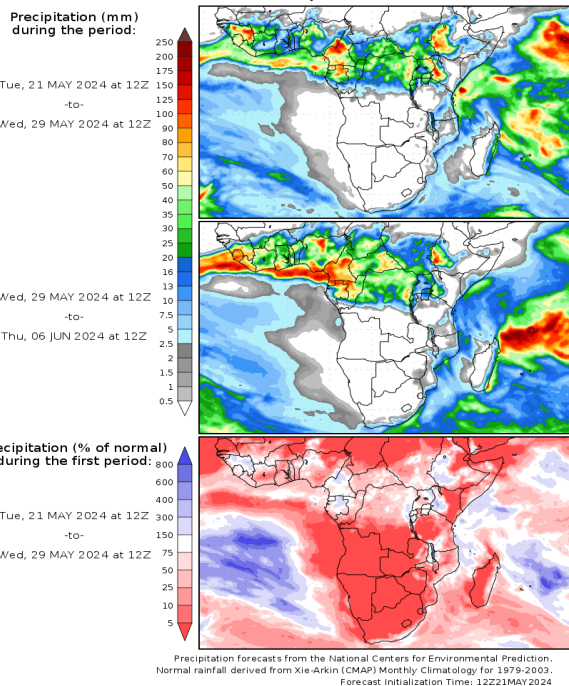 Precipitation (mm)
during the period:
250
200
175
150
125
100
90
80
70
60
50
40
35
30
25
20
16
13
10
7.5
5
2.5
2
1.5
1
0.5
Tue, 21 MAY 2024 at 12Z
-to-
Wed, 29 MAY 2024 at 12Z
Wed, 29 MAY 2024 at 12Z
-to-
Thu, 06 JUN 2024 at 12Z
ecipitation (% of normal)
during the first period:
800
600
400
300
150
75
50
25
10
5
Tue, 21 MAY 2024 at 12Z
-to-
Wed, 29 MAY 2024 at 12Z
Precipitation forecasts from the National Centers for Environmental Prediction.
Normal rainfall derived from Xie-Arkin (CMAP) Monthly Climatology for 1979-2003.
Forecast Initialization Time: 12Z21MAY2024